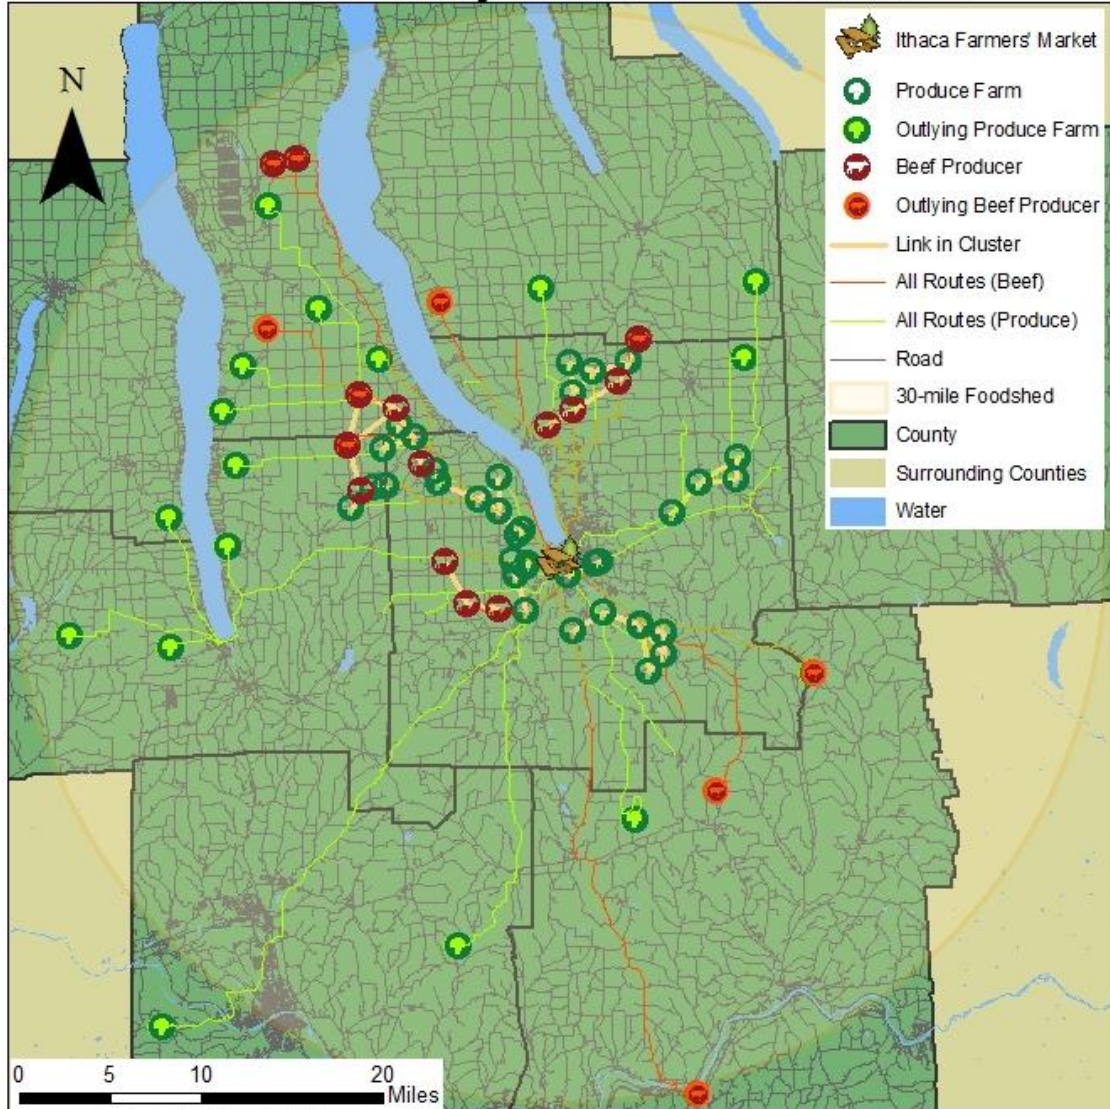 N
Ithaca Farmers' Market
Produce Farm
Outlying Produce Farm
Beef Producer
Outlying Beef Producer
Link in Cluster
All Routes (Beef)
All Routes (Produce)
Road
30-mile Foodshed
County
Surrounding Counties
Water
0 5 10 20
Miles